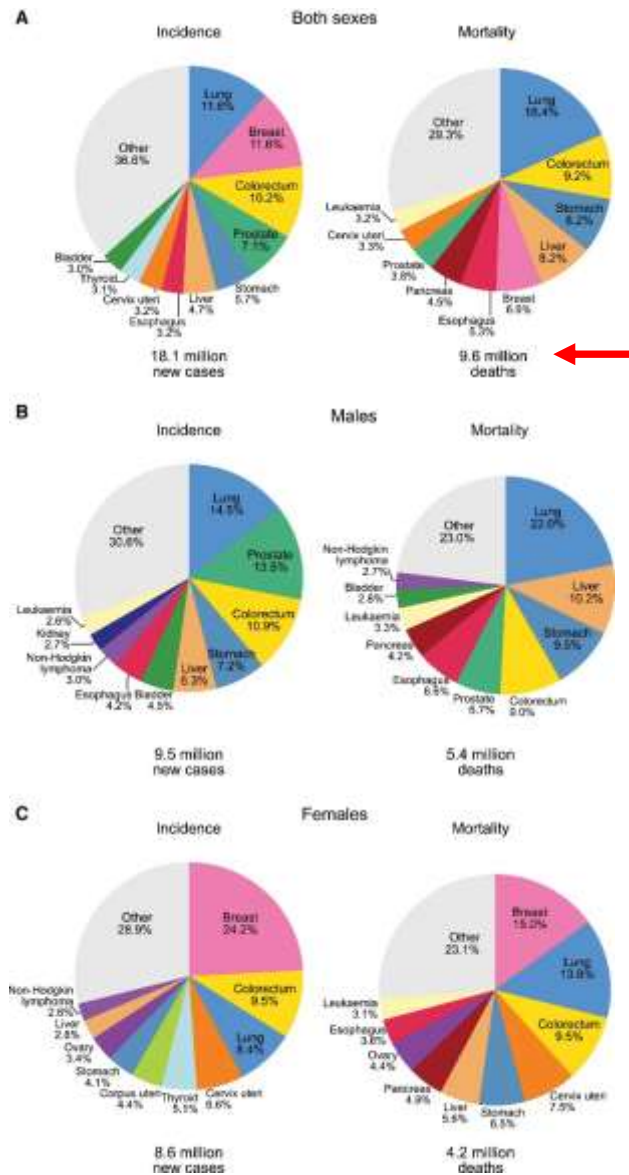 A
Both sexes
Incidence
Mortality
Lung
11.6%
Breast
11.6%
Colorectum
10.2%
Prostate
7.1%
Stomach
5.7%
Liver
4.7%
Esophagus
3.2%
Cervix uteri
3.2%
Thyroid
3.1%
Bladder
3.0%
Other
36.6%
18.1 million
new cases
Lung
18.4%
Colorectum
9.2%
Stomach
8.2%
Liver
8.2%
Breast
6.6%
Esophagus
5.3%
Pancreas
4.5%
Prostate
3.8%
Cervix uteri
3.3%
Leukaemia
3.2%
Other
29.3%
9.6 million
deaths
B
Males
Incidence
Mortality
Lung
14.5%
Prostate
13.5%
Colorectum
10.9%
Stomach
7.2%
Liver
6.3%
Bladder
4.5%
Esophagus
4.2%
Non-Hodgkin
lymphoma
3.0%
Kidney
2.7%
Leukaemia
2.6%
Other
30.6%
9.5 million
new cases
Lung
22.0%
Liver
10.2%
Stomach
9.5%
Colorectum
9.0%
Prostate
6.7%
Esophagus
6.6%
Pancreas
4.2%
Leukaemia
3.3%
Bladder
2.8%
Non-Hodgkin
lymphoma
2.7%
Other
23.0%
5.4 million
deaths
C
Females
Incidence
Mortality
Breast
24.2%
Colorectum
9.5%
Lung
8.4%
Cervix uteri
6.6%
Thyroid
5.1%
Corpus uteri
4.4%
Stomach
4.1%
Ovary
3.4%
Liver
2.8%
Non-Hodgkin
lymphoma
2.6%
Other
28.9%
8.6 million
new cases
Breast
15.0%
Lung
13.8%
Colorectum
9.5%
Cervix uteri
7.5%
Stomach
6.5%
Liver
5.6%
Pancreas
4.9%
Ovary
4.4%
Esophagus
3.8%
Leukaemia
3.1%
Other
23.1%
4.2 million
deaths